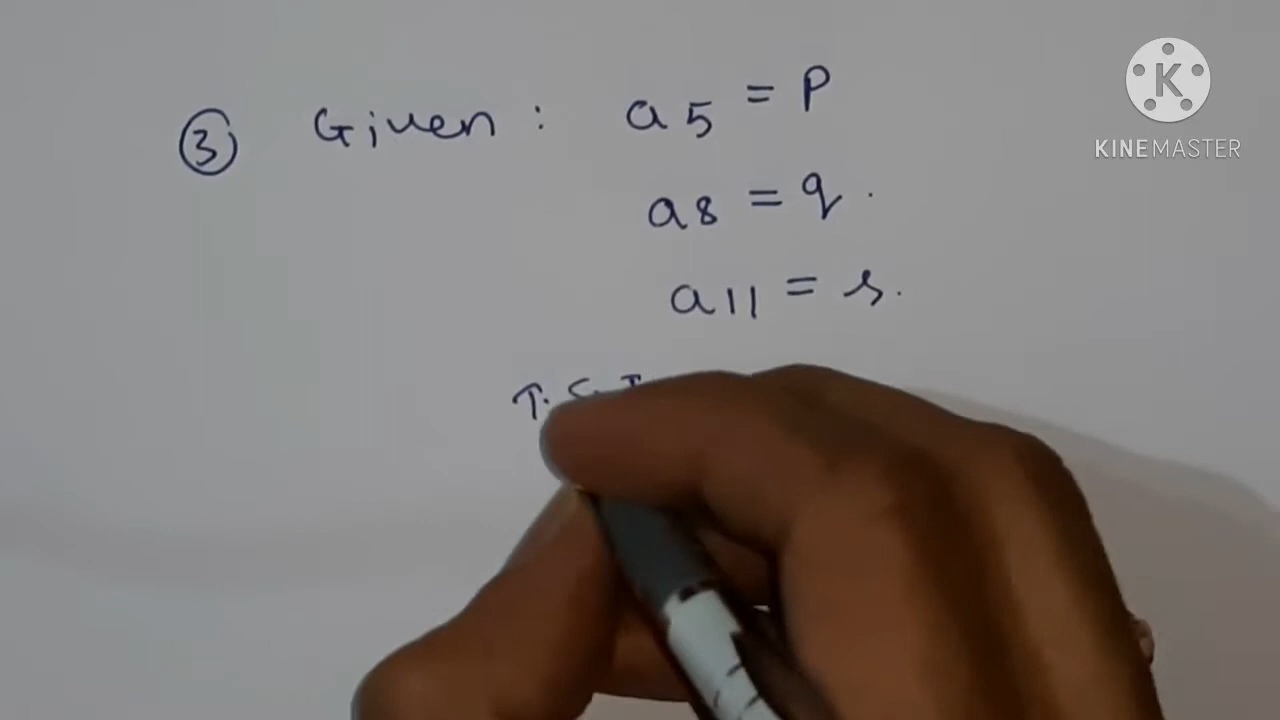 ③ Given : a5 = P
a8 = q.
a11 = s.
T. S. T
KINEMASTER